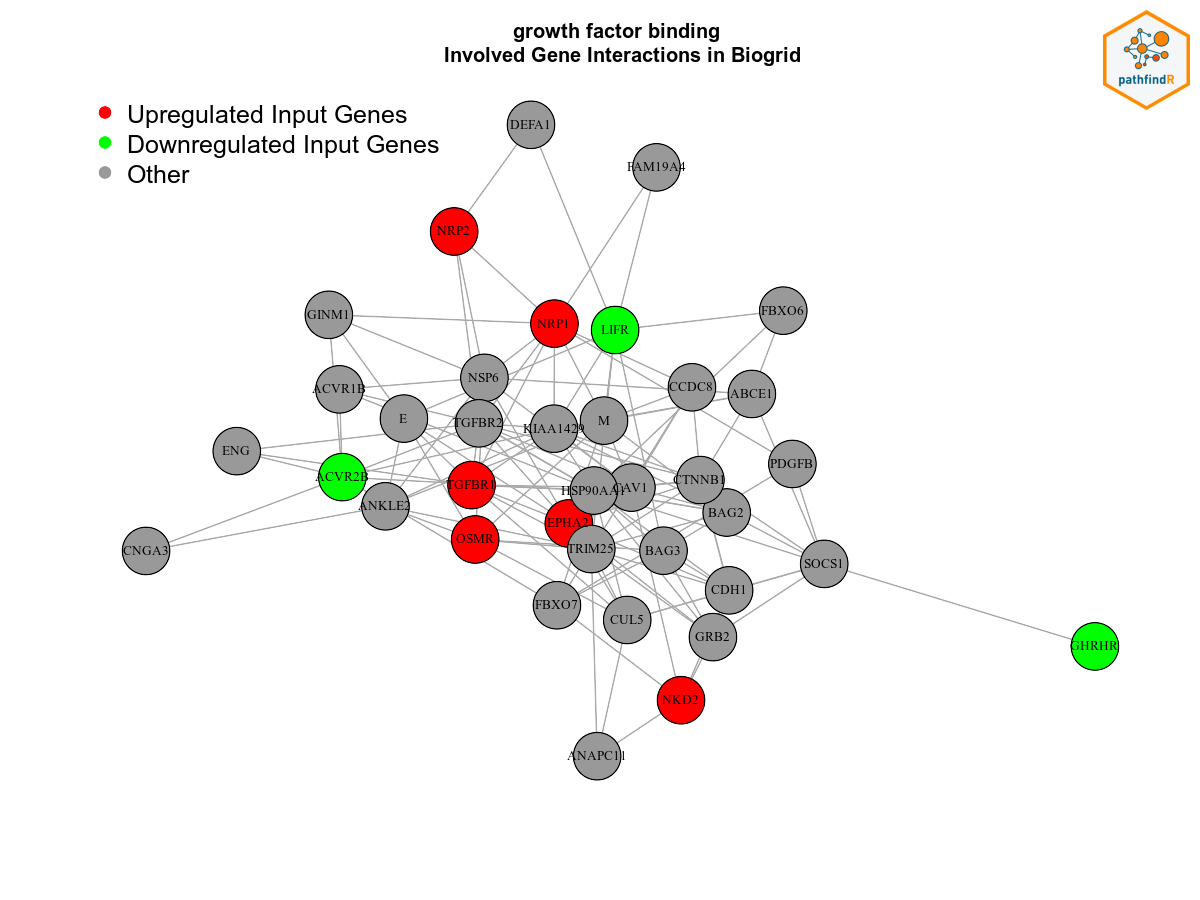 growth factor binding
Involved Gene Interactions in Biogrid
pathfindR
Upregulated Input Genes
Downregulated Input Genes
Other
DEFA1
FAM19A4
NRP2
GINM1
NRP1
LIFR
FBXO6
NSP6
ACVR1B
CCDC8
ABCE1
E
TGFBR2
KIAA1429
M
ENG
ACVR2B
TGFBR1
HSP90AA1
CAV1
CTNNB1
PDGFB
ANKLE2
BAG2
EPHA2
OSMR
TRIM25
BAG3
CNGA3
SOCS1
CDH1
FBXO7
CUL5
GRB2
GHRHR
NKD2
ANAPC11